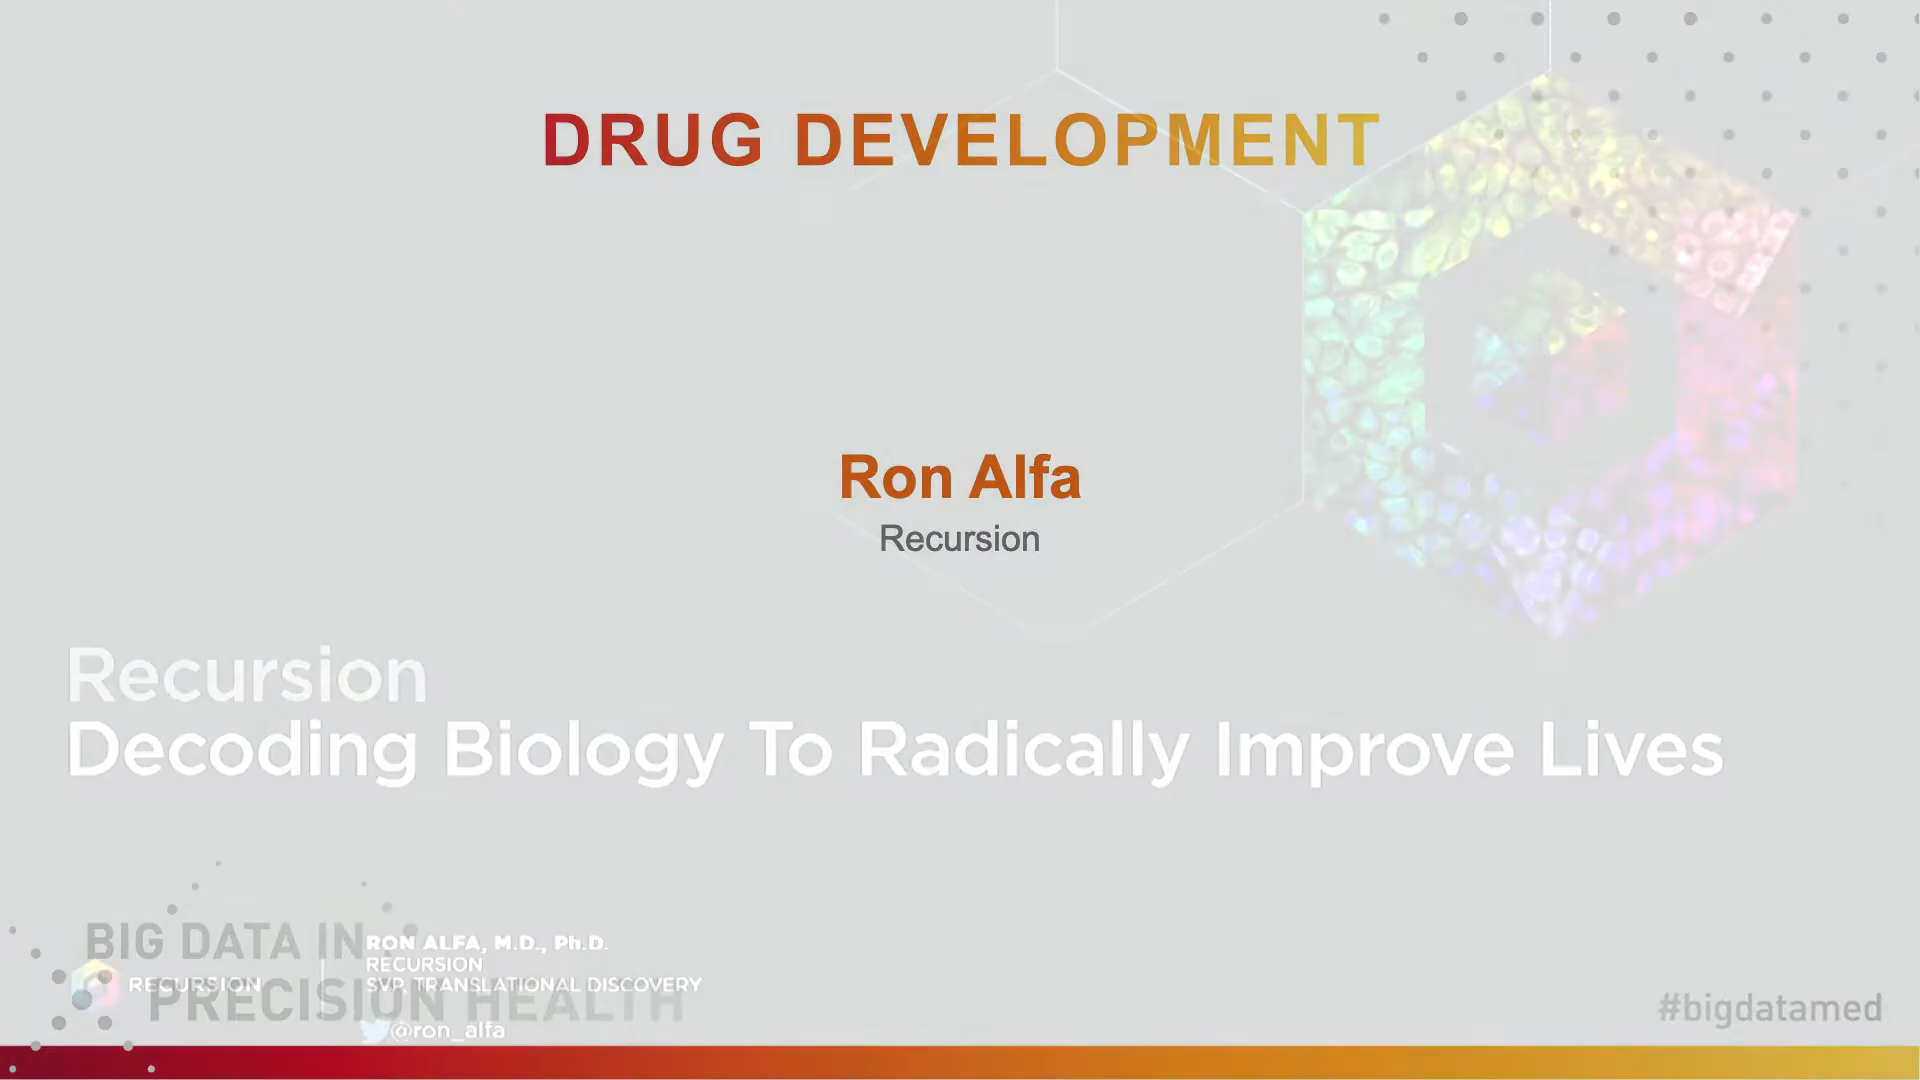 DRUG DEVELOPMENT
Ron Alfa
Recursion
Recursion
Decoding Biology To Radically Improve Lives
BIG DATA IN
PRECISION HEALTH
RECURSION
RON ALFA, M.D., Ph.D.
RECURSION
SVP, TRANSLATIONAL DISCOVERY
@ron_alfa
#bigdatamed